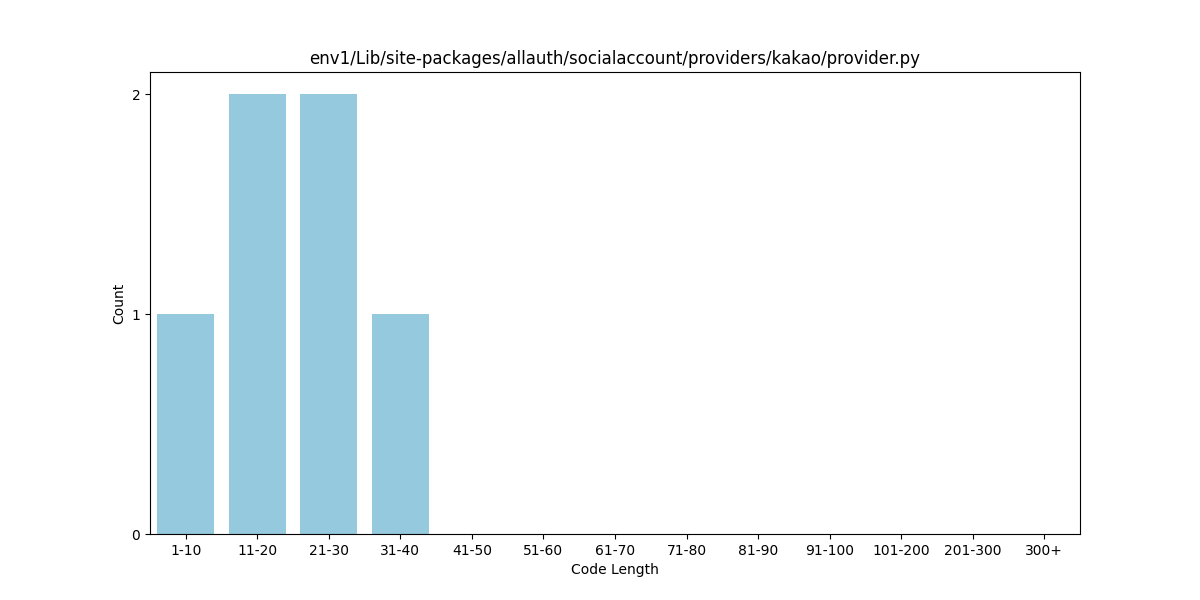 env1/Lib/site-packages/allauth/socialaccount/providers/kakao/provider.py
2
1
0
Count
1-10 11-20 21-30 31-40 41-50 51-60 61-70 71-80 81-90 91-100 101-200 201-300 300+
Code Length